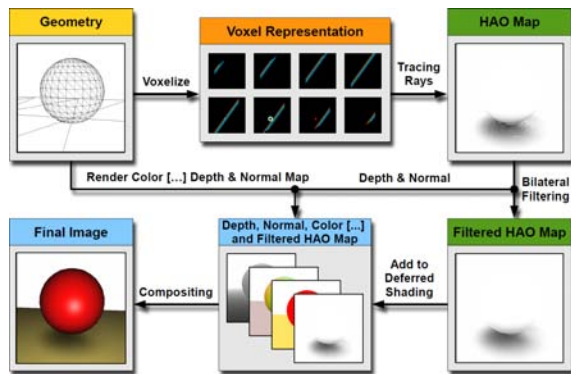 Geometry
Voxelize
Voxel Representation
Tracing
Rays
HAO Map
Render Color [...] Depth & Normal Map
Depth & Normal
Bilateral
Filtering
Final Image
Compositing
Depth, Normal, Color [...]
and Filtered HAO Map
Add to
Deferred
Shading
Filtered HAO Map